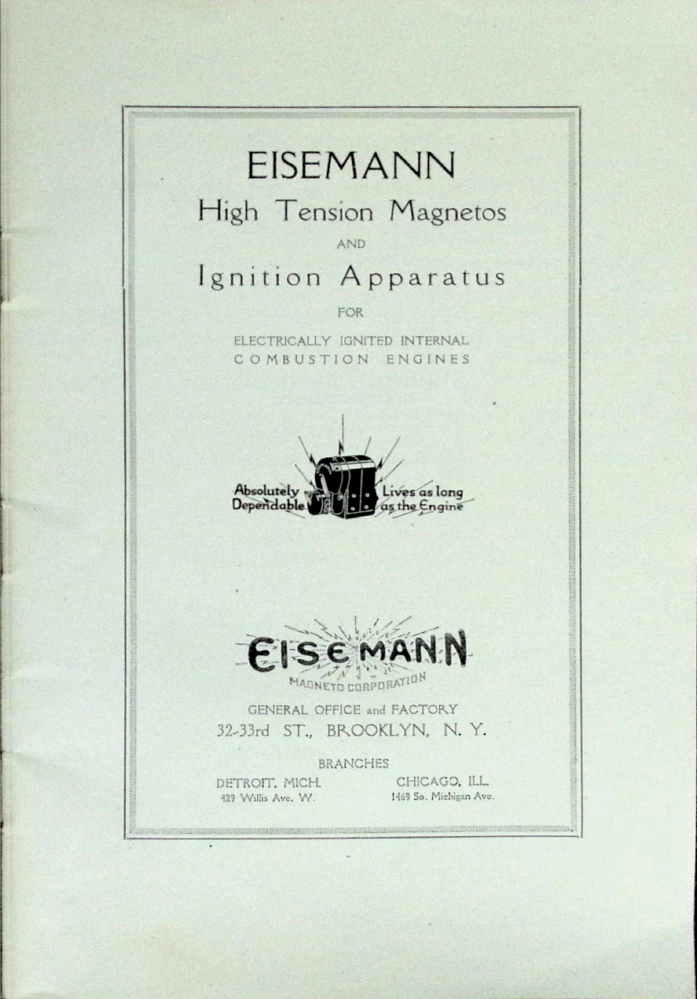 EISEMANN
High Tension Magnetos
AND
Ignition Apparatus
FOR
ELECTRICALLY IGNITED INTERNAL
COMBUSTION ENGINES
Absolutely Lives as long
Dependable as the Engine
EISEMANN
MAGNETO CORPORATION
GENERAL OFFICE and FACTORY
32-33rd ST., BROOKLYN, N. Y.
BRANCHES
DETROIT, MICH. CHICAGO, ILL.
429 Willis Ave. W. 1469 So. Michigan Ave.